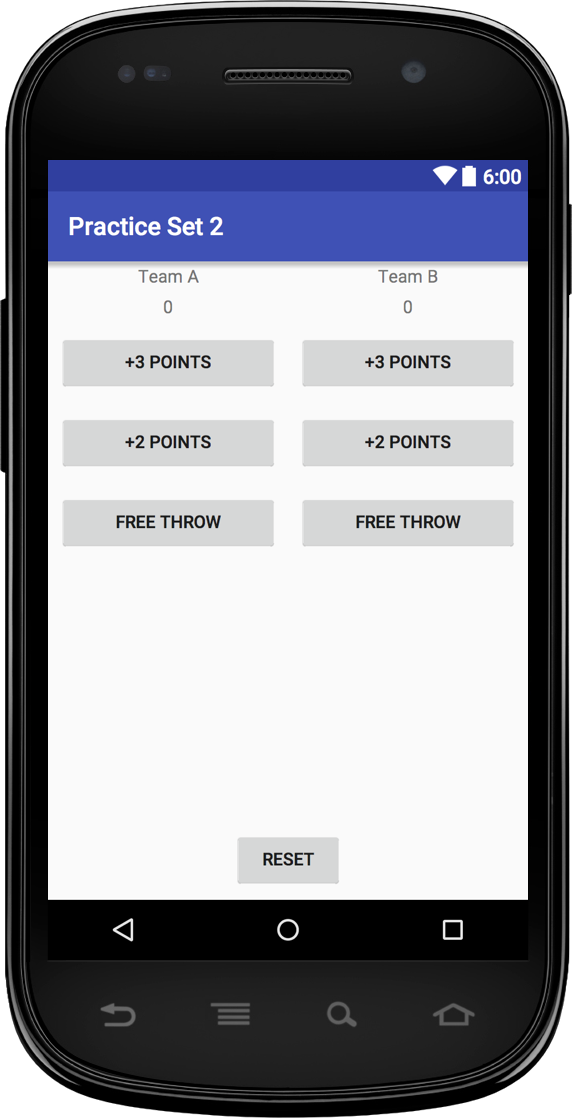 6:00
Practice Set 2
Team A
Team B
0
0
+3 POINTS
+3 POINTS
+2 POINTS
+2 POINTS
FREE THROW
FREE THROW
RESET